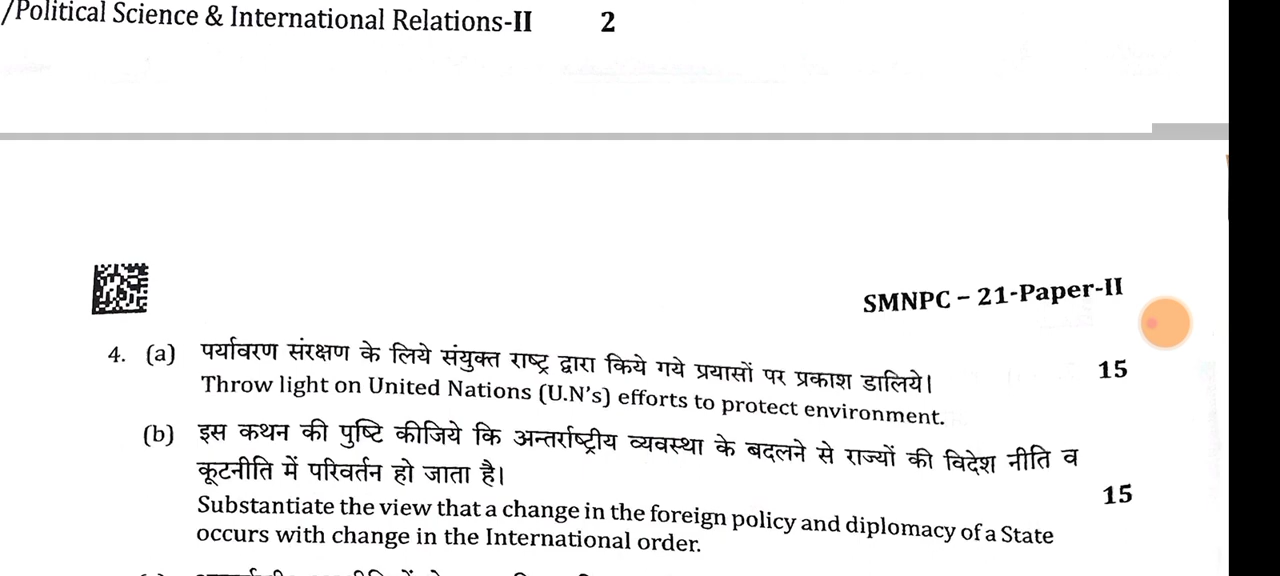 /Political Science & International Relations-II 2
SMNPC – 21-Paper-II
4. (a) पर्यावरण संरक्षण के लिये संयुक्त राष्ट्र द्वारा किये गये प्रयासों पर प्रकाश डालिये। 15
Throw light on United Nations (U.N's) efforts to protect environment.
(b) इस कथन की पुष्टि कीजिये कि अन्तर्राष्ट्रीय व्यवस्था के बदलने से राज्यों की विदेश नीति व
कूटनीति में परिवर्तन हो जाता है। 15
Substantiate the view that a change in the foreign policy and diplomacy of a State
occurs with change in the International order.